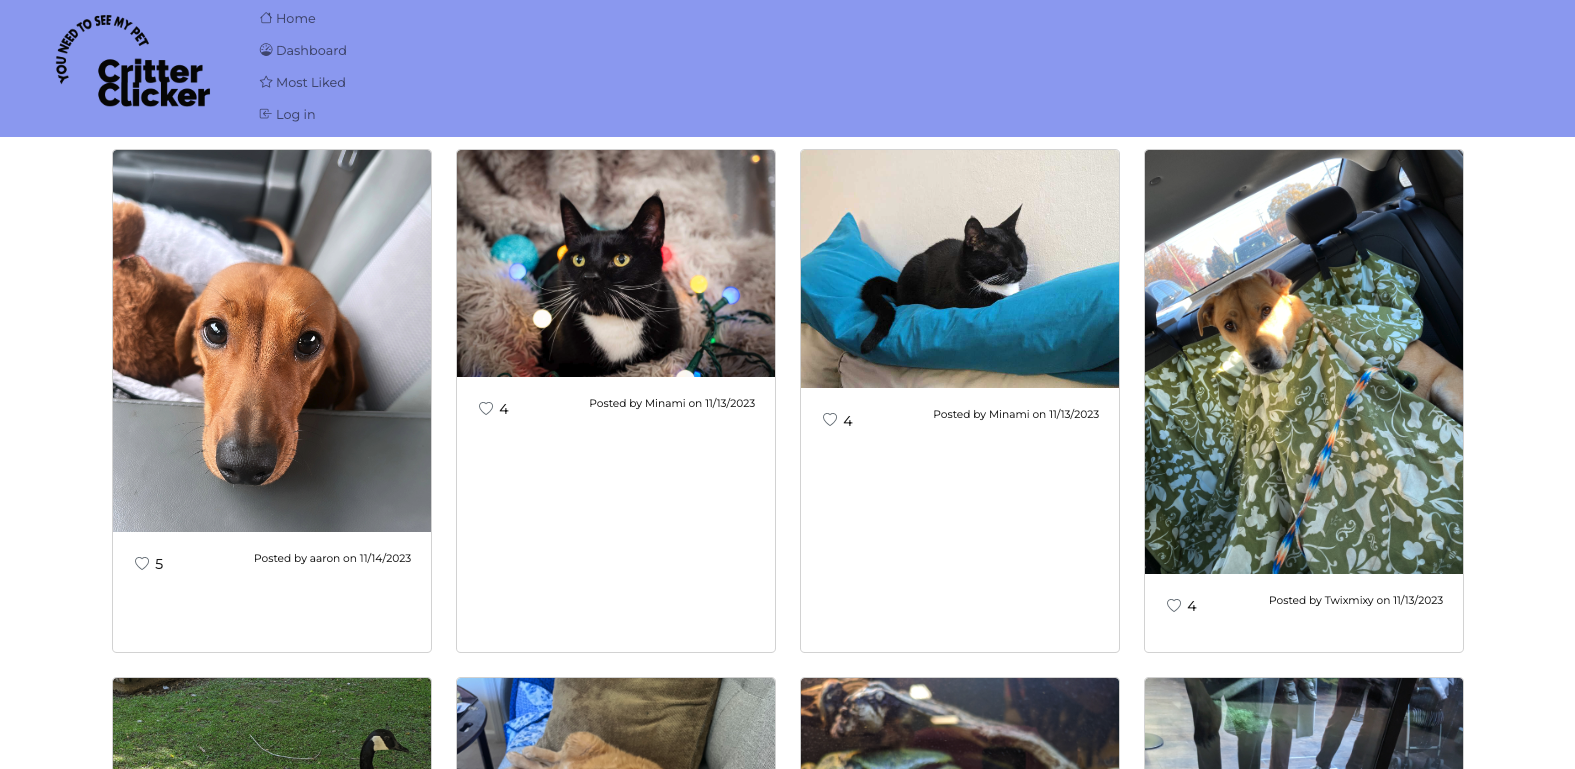 YOU NEED TO SEE MY PET
Critter
Clicker
Home
Dashboard
Most Liked
Log in
5
Posted by aaron on 11/14/2023
4
Posted by Minami on 11/13/2023
4
Posted by Minami on 11/13/2023
4
Posted by Twixmixy on 11/13/2023